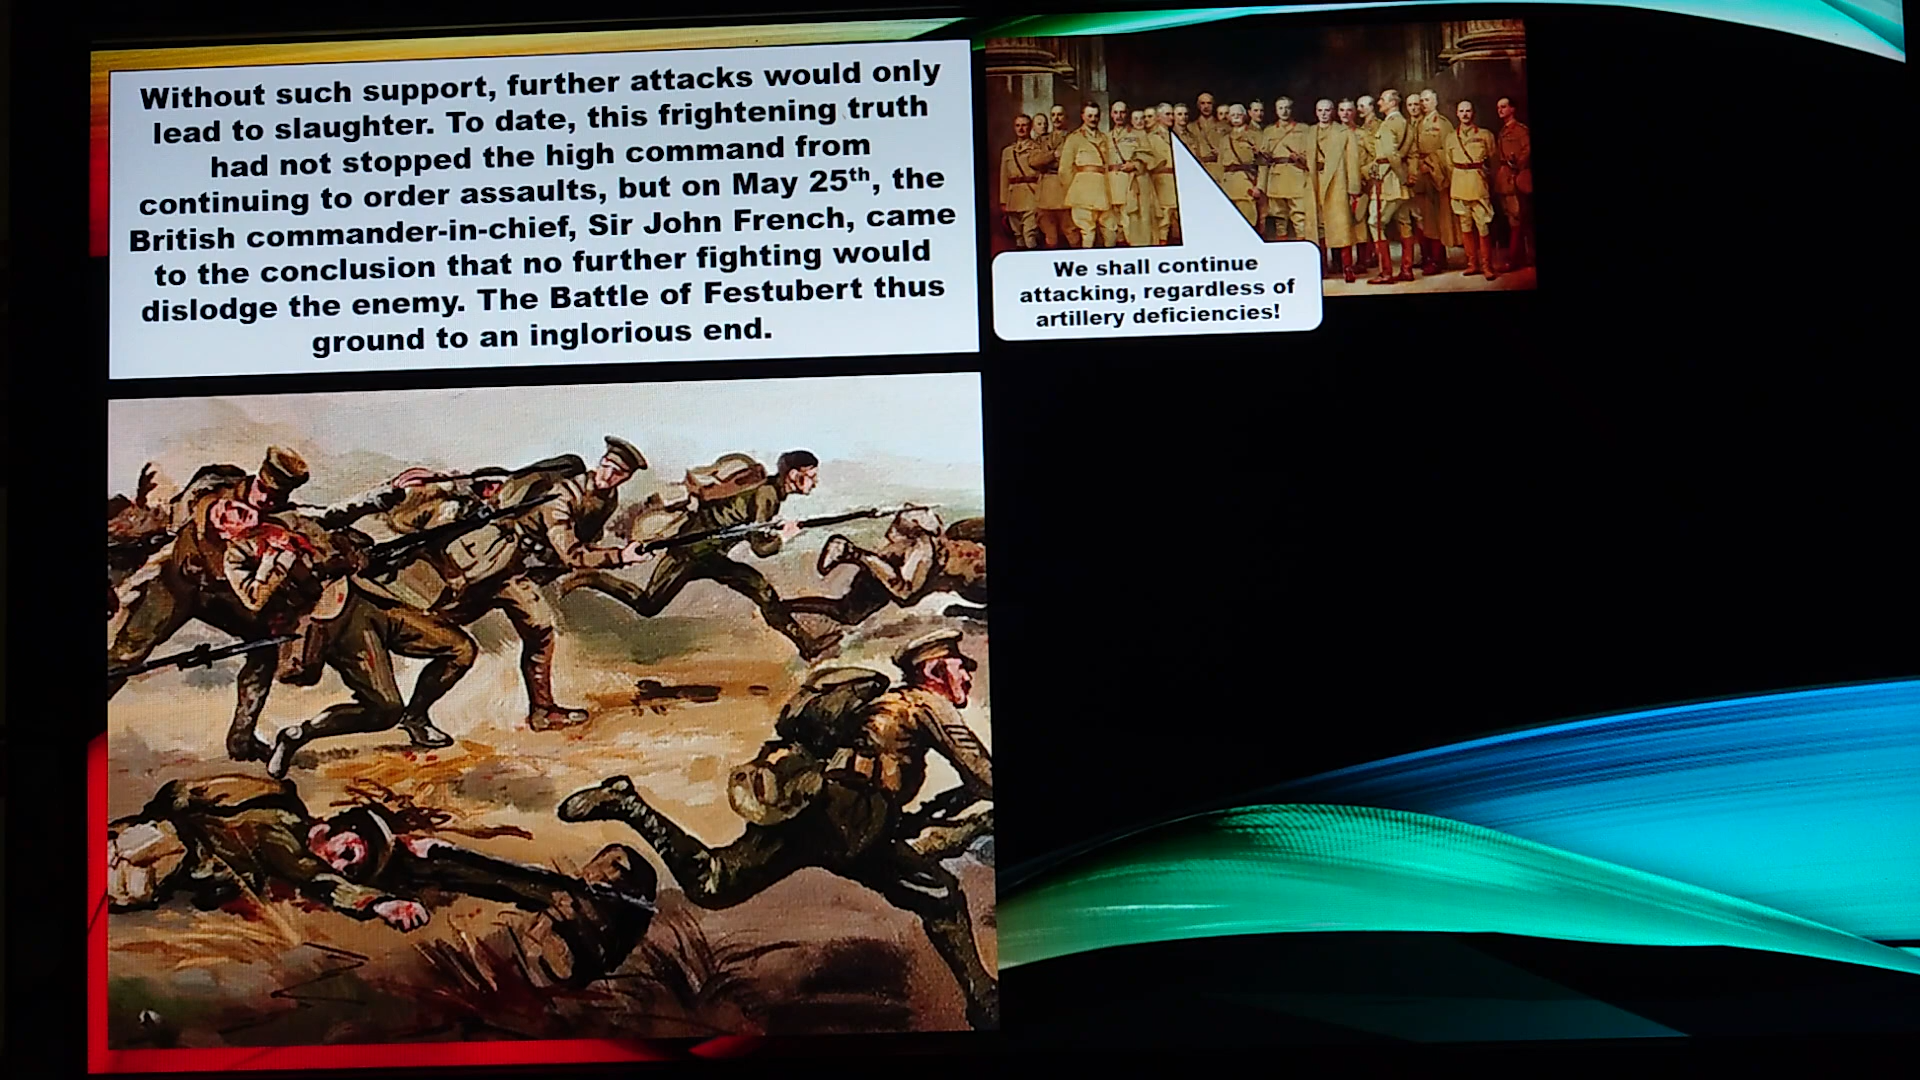 Without such support, further attacks would only
lead to slaughter. To date, this frightening truth
had not stopped the high command from
continuing to order assaults, but on May 25th, the
British commander-in-chief, Sir John French, came
to the conclusion that no further fighting would
dislodge the enemy. The Battle of Festubert thus
ground to an inglorious end.
We shall continue
attacking, regardless of
artillery deficiencies!